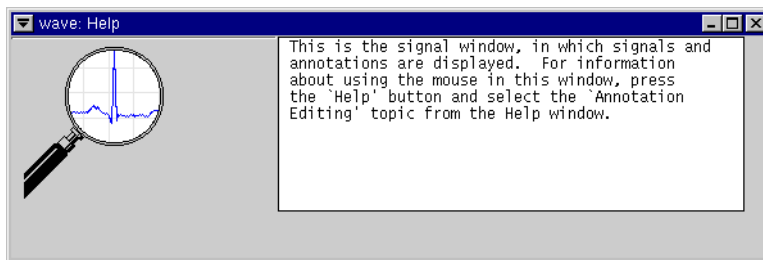 wave: Help
This is the signal window, in which signals and
annotations are displayed.  For information
about using the mouse in this window, press
the `Help' button and select the `Annotation
Editing' topic from the Help window.